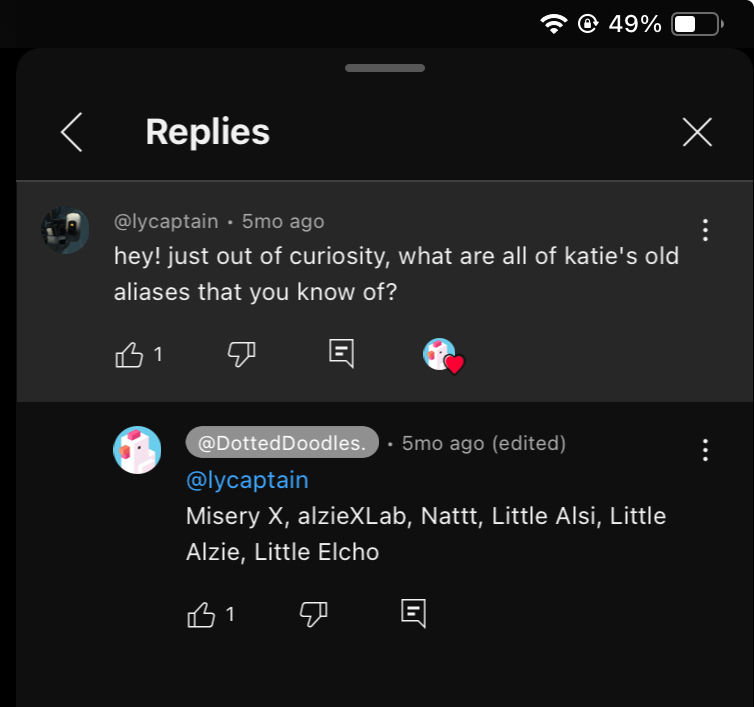 49%
Replies
@lycaptain • 5mo ago
hey! just out of curiosity, what are all of katie's old
aliases that you know of?
1
@DottedDoodles. • 5mo ago (edited)
@lycaptain
Misery X, alzieXLab, Nattt, Little Alsi, Little
Alzie, Little Elcho
1